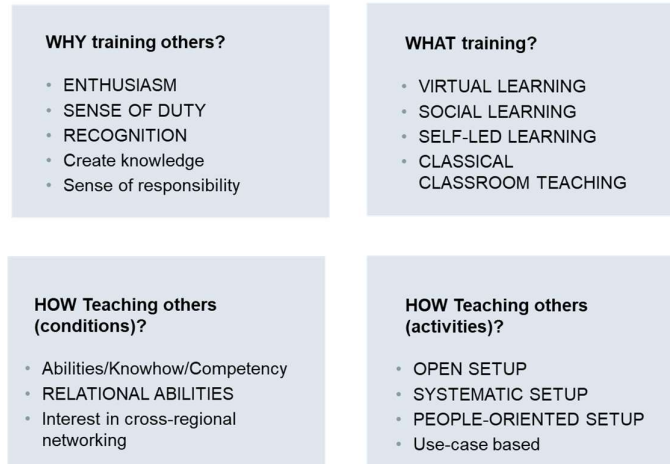 WHY training others?
• ENTHUSIASM
• SENSE OF DUTY
• RECOGNITION
• Create knowledge
• Sense of responsibility
WHAT training?
• VIRTUAL LEARNING
• SOCIAL LEARNING
• SELF-LED LEARNING
• CLASSICAL
CLASSROOM TEACHING
HOW Teaching others
(conditions)?
• Abilities/Knowhow/Competency
• RELATIONAL ABILITIES
• Interest in cross-regional
networking
HOW Teaching others
(activities)?
• OPEN SETUP
• SYSTEMATIC SETUP
• PEOPLE-ORIENTED SETUP
• Use-case based